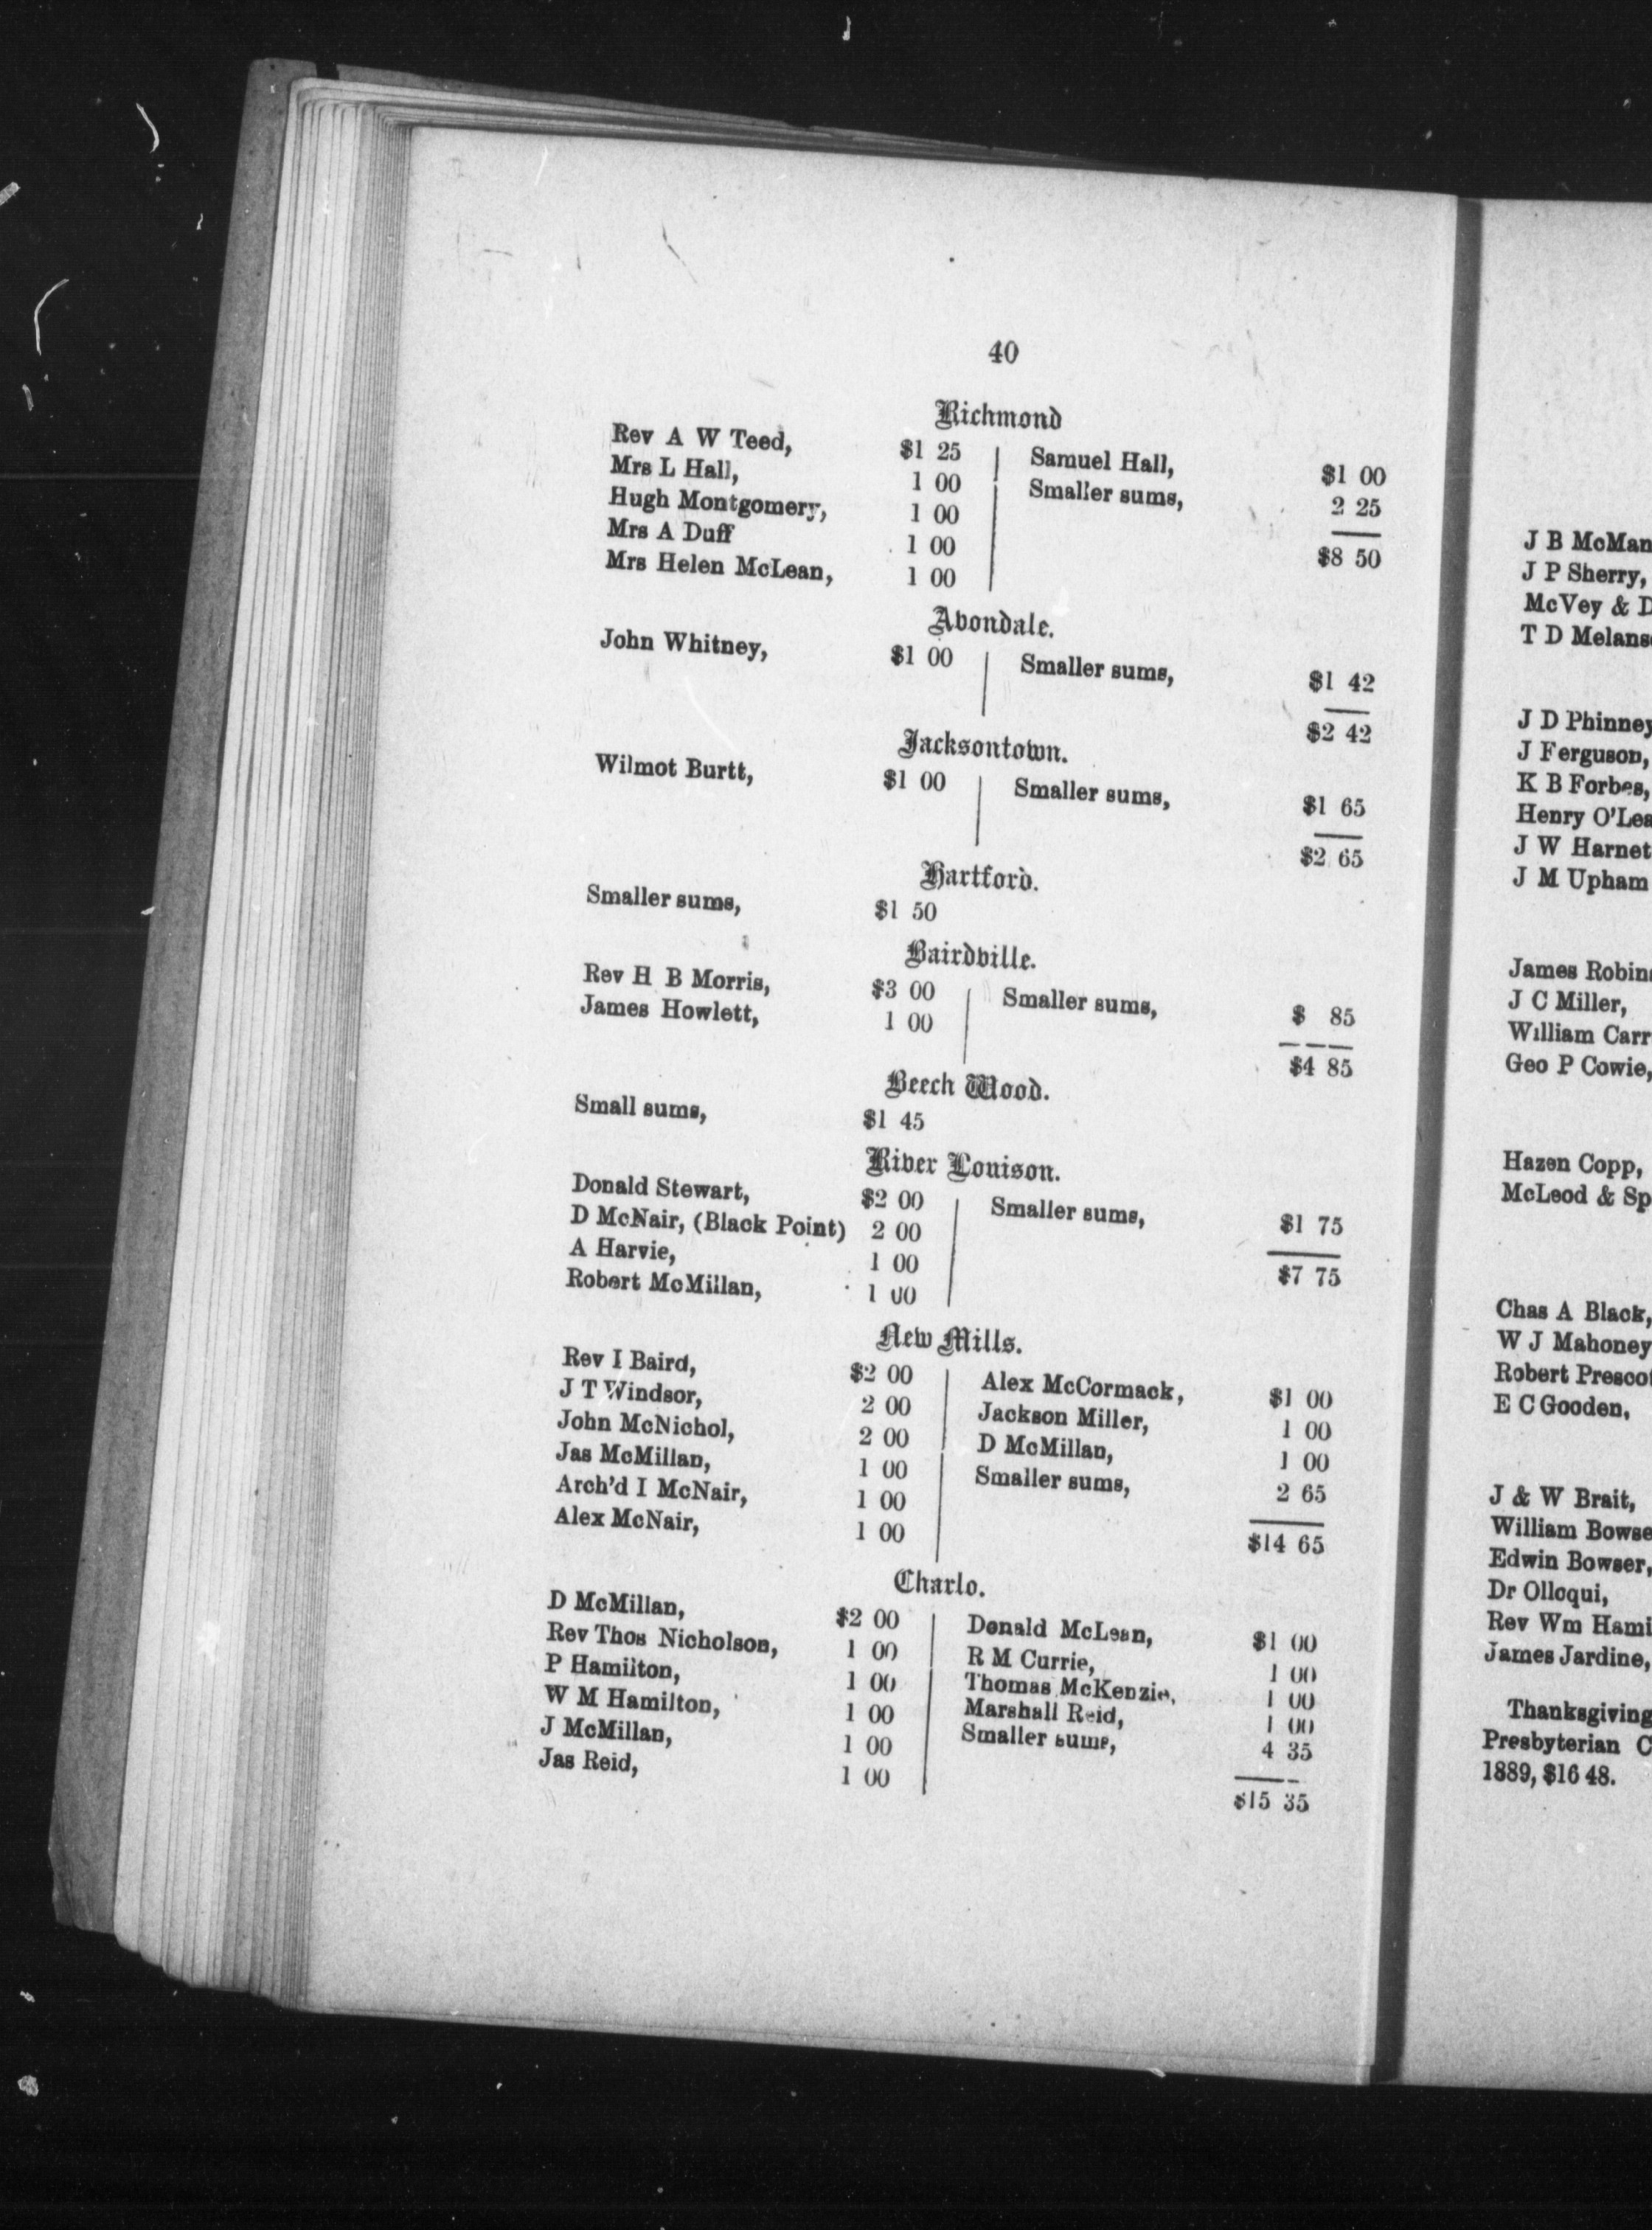 40
Richmond
Rev A W Teed, $1 25
Mrs L Hall, 1 00
Hugh Montgomery, 1 00
Mrs A Duff 1 00
Mrs Helen McLean, 1 00
Samuel Hall, $1 00
Smaller sums, 2 25
$8 50
Avondale.
John Whitney, $1 00
Smaller sums, $1 42
$2 42
Jacksontown.
Wilmot Burtt, $1 00
Smaller sums, $1 65
$2 65
Hartford.
Smaller sums, $1 50
Bairdville.
Rev H B Morris, $3 00
James Howlett, 1 00
Smaller sums, $ 85
$4 85
Beech Wood.
Small sums, $1 45
River Louison.
Donald Stewart, $2 00
D McNair, (Black Point) 2 00
A Harvie, 1 00
Robert McMillan, 1 00
Smaller sums, $1 75
$7 75
New Mills.
Rev I Baird, $2 00
J T Windsor, 2 00
John McNichol, 2 00
Jas McMillan, 1 00
Arch'd I McNair, 1 00
Alex McNair, 1 00
Alex McCormack, $1 00
Jackson Miller, 1 00
D McMillan, 1 00
Smaller sums, 2 65
$14 65
Charlo.
D McMillan, $2 00
Rev Thos Nicholson, 1 00
P Hamilton, 1 00
W M Hamilton, 1 00
J McMillan, 1 00
Jas Reid, 1 00
Donald McLean, $1 00
R M Currie, 1 00
Thomas McKenzie, 1 00
Marshall Reid, 1 00
Smaller sums, 4 35
$15 35
J B McMan
J P Sherry,
McVey & D
T D Melans
J D Phinney
J Ferguson,
K B Forbes,
Henry O'Lea
J W Harnet
J M Upham
James Robin
J C Miller,
William Carr
Geo P Cowie,
Hazen Copp,
McLeod & Sp
Chas A Black,
W J Mahoney
Robert Presco
E C Gooden,
J & W Brait,
William Bowse
Edwin Bowser,
Dr Olloqui,
Rev Wm Hami
James Jardine,
Thanksgiving
Presbyterian C
1889, $16 48.